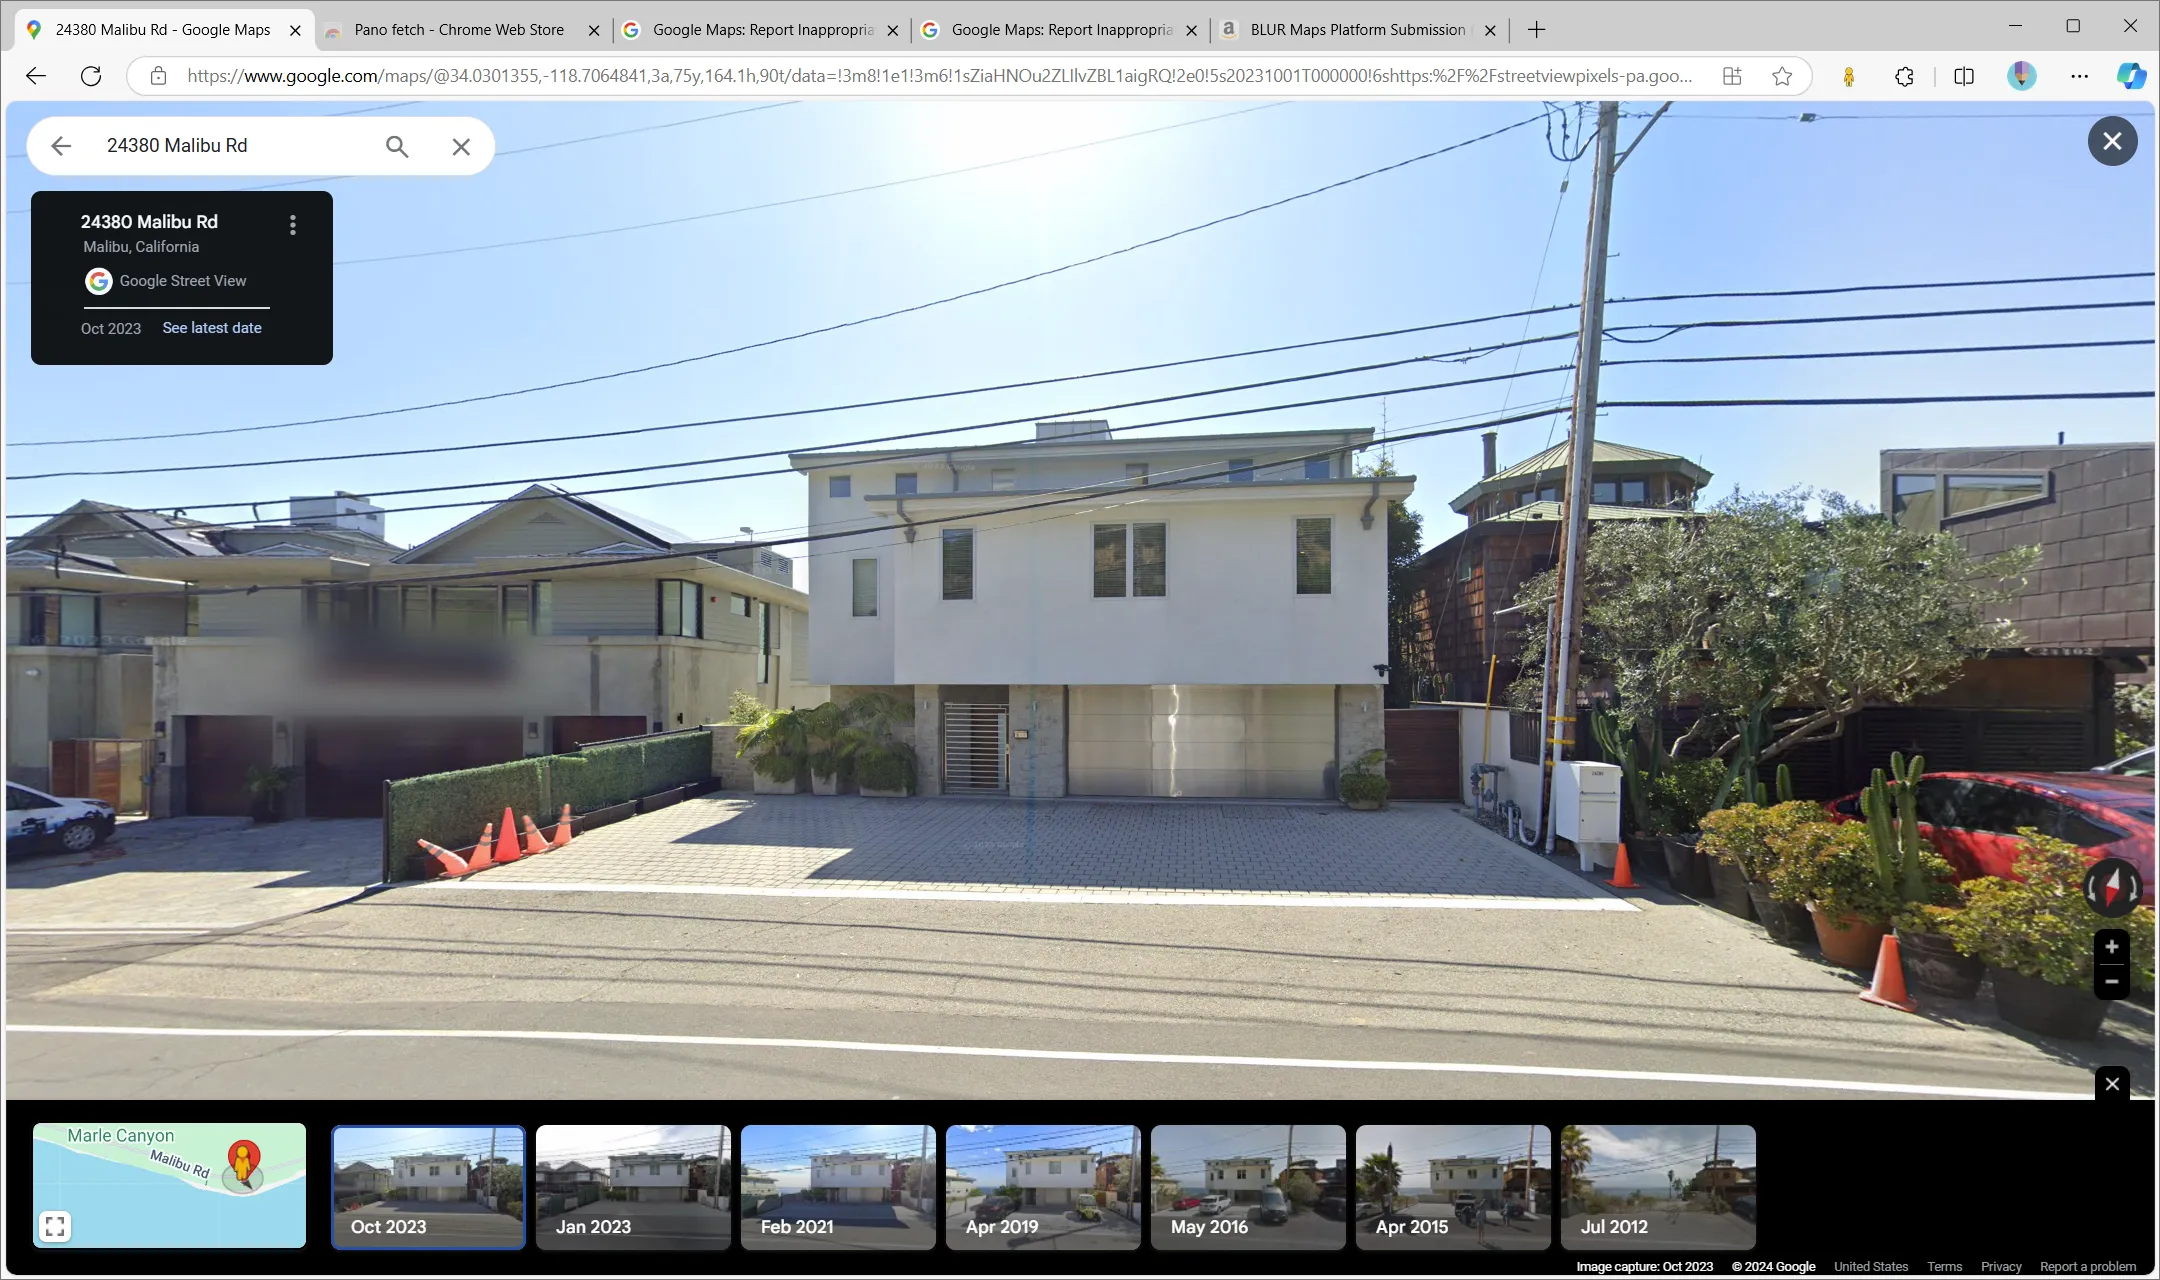 24380 Malibu Rd - Google Maps
Pano fetch - Chrome Web Store
Google Maps: Report Inappropria
Google Maps: Report Inappropria
BLUR Maps Platform Submission
https://www.google.com/maps/@34.0301355,-118.7064841,3a,75y,164.1h,90t/data=!3m8!1e1!3m6!1sZiaHNOu2ZLIlvZBL1aigRQ!2e0!5s20231001T000000!6shttps:%2F%2Fstreetviewpixels-pa.goo...
24380 Malibu Rd
24380 Malibu Rd
Malibu, California
Google Street View
Oct 2023 See latest date
© 2023 Google
Marle Canyon
Malibu Rd
Oct 2023
Jan 2023
Feb 2021
Apr 2019
May 2016
Apr 2015
Jul 2012
Image capture: Oct 2023 © 2024 Google United States Terms Privacy Report a problem